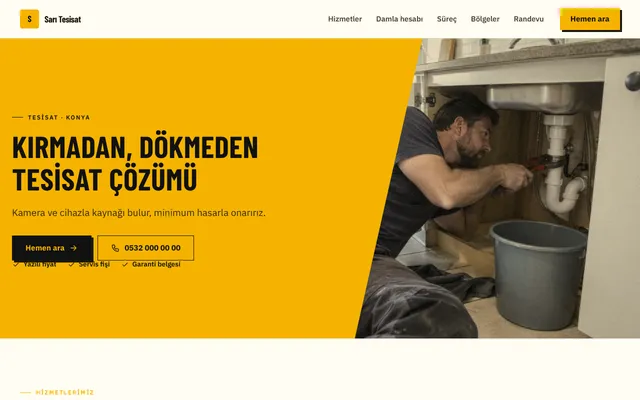 S Sarı Tesisat
Hizmetler Damla hesabı Süreç Bölgeler Randevu Hemen ara
TESİSAT · KONYA
KIRMADAN, DÖKMEDEN
TESİSAT ÇÖZÜMÜ
Kamera ve cihazla kaynağı bulur, minimum hasarla onarırız.
Hemen ara → 0532 000 00 00
Yazılı fiyat Servis fişi Garanti belgesi
HİZMETLERİMİZ